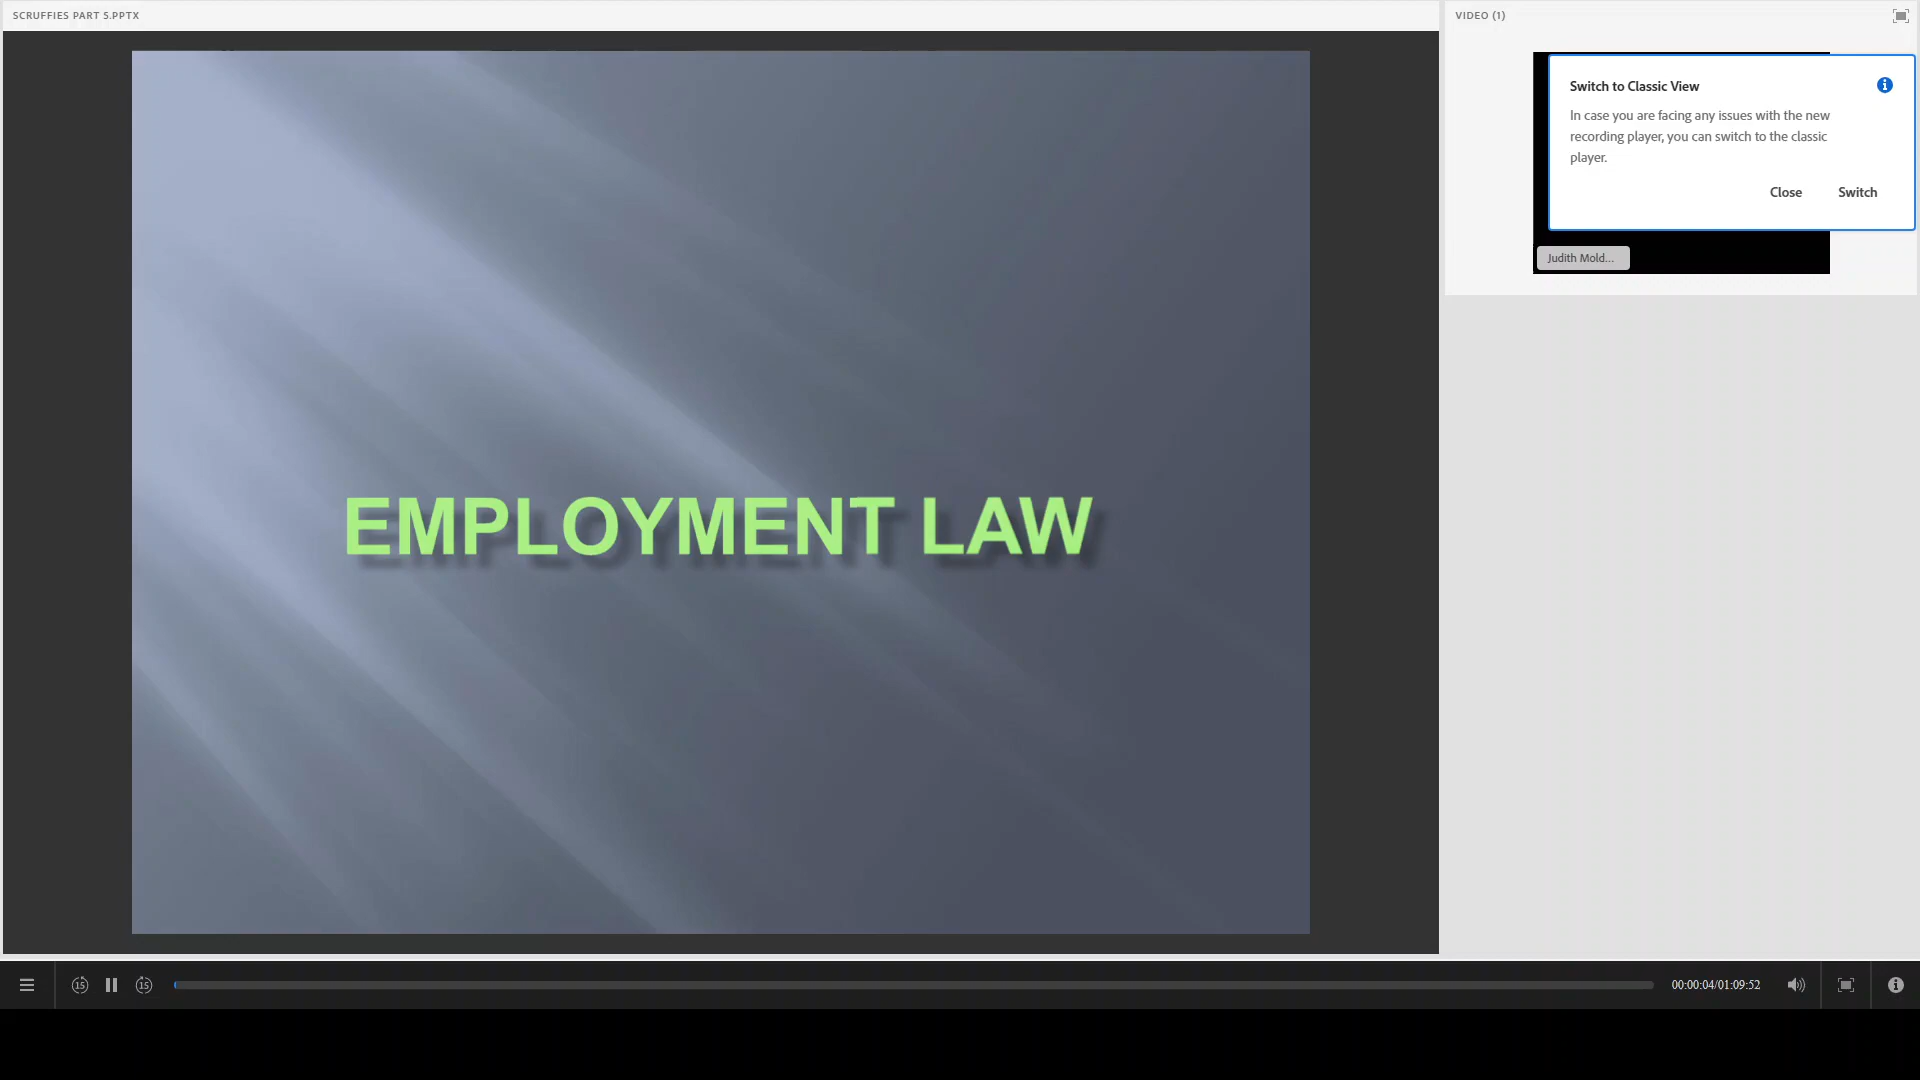 SCRUFFIES PART 5.PPTX
EMPLOYMENT LAW
VIDEO (1)
Switch to Classic View
In case you are facing any issues with the new
recording player, you can switch to the classic
player.
Close Switch
Judith Mold...
15 15 00:00:04/01:09:52